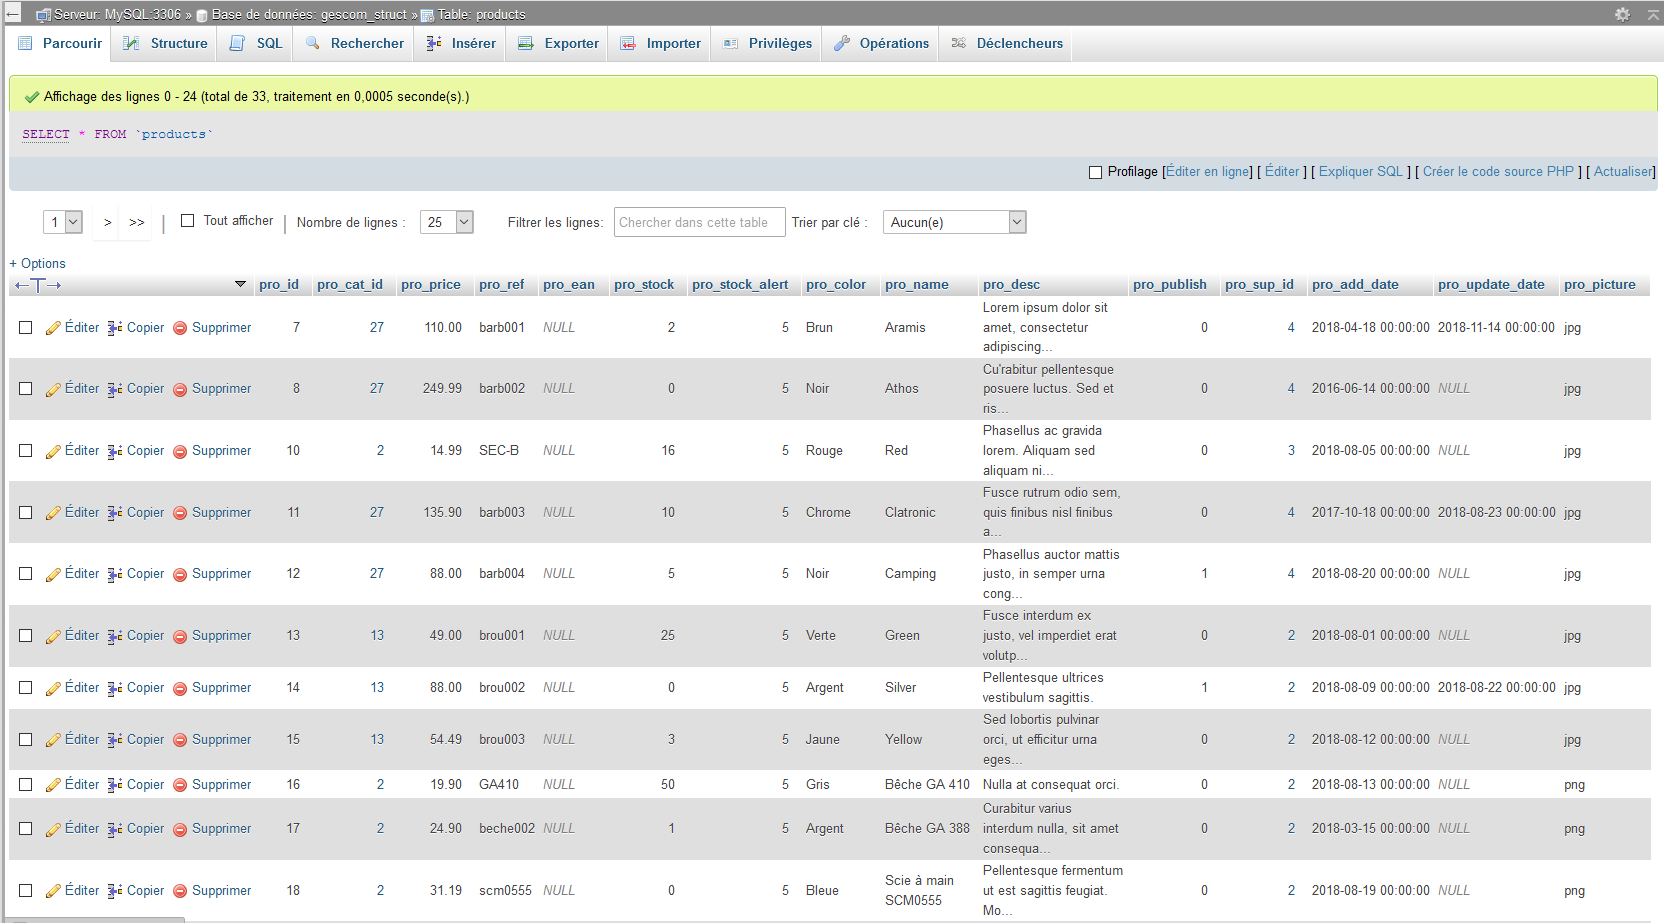 Serveur: MySQL:3306 » Base de données: gescom_struct » Table: products
Parcourir Structure SQL Rechercher Insérer Exporter Importer Privilèges Opérations Déclencheurs
Affichage des lignes 0 - 24 (total de 33, traitement en 0,0005 seconde(s).)
SELECT * FROM `products`
Profilage [Éditer en ligne] [ Éditer ] [ Expliquer SQL ] [ Créer le code source PHP ] [ Actualiser]
1 > >> | Tout afficher | Nombre de lignes : 25 Filtrer les lignes: Chercher dans cette table Trier par clé : Aucun(e)
+ Options
←T→ pro_id pro_cat_id pro_price pro_ref pro_ean pro_stock pro_stock_alert pro_color pro_name pro_desc pro_publish pro_sup_id pro_add_date pro_update_date pro_picture
Lorem ipsum dolor sit
Éditer Copier Supprimer 7 27 110.00 barb001 NULL 2 5 Brun Aramis amet, consectetur 0 4 2018-04-18 00:00:00 2018-11-14 00:00:00 jpg
adipiscing...
Cu'rabitur pellentesque
Éditer Copier Supprimer 8 27 249.99 barb002 NULL 0 5 Noir Athos posuere luctus. Sed et 0 4 2016-06-14 00:00:00 NULL jpg
ris...
Phasellus ac gravida
Éditer Copier Supprimer 10 2 14.99 SEC-B NULL 16 5 Rouge Red lorem. Aliquam sed 0 3 2018-08-05 00:00:00 NULL jpg
aliquam ni...
Fusce rutrum odio sem,
Éditer Copier Supprimer 11 27 135.90 barb003 NULL 10 5 Chrome Clatronic quis finibus nisl finibus 0 4 2017-10-18 00:00:00 2018-08-23 00:00:00 jpg
a...
Phasellus auctor mattis
Éditer Copier Supprimer 12 27 88.00 barb004 NULL 5 5 Noir Camping justo, in semper urna 1 4 2018-08-20 00:00:00 NULL jpg
cong...
Fusce interdum ex
Éditer Copier Supprimer 13 13 49.00 brou001 NULL 25 5 Verte Green justo, vel imperdiet erat 0 2 2018-08-01 00:00:00 NULL jpg
volutp...
Pellentesque ultrices
Éditer Copier Supprimer 14 13 88.00 brou002 NULL 0 5 Argent Silver 1 2 2018-08-09 00:00:00 2018-08-22 00:00:00 jpg
vestibulum sagittis.
Sed lobortis pulvinar
Éditer Copier Supprimer 15 13 54.49 brou003 NULL 3 5 Jaune Yellow orci, ut efficitur urna 0 2 2018-08-12 00:00:00 NULL jpg
eges...
Éditer Copier Supprimer 16 2 19.90 GA410 NULL 50 5 Gris Bêche GA 410 Nulla at consequat orci. 0 2 2018-08-13 00:00:00 NULL png
Curabitur varius
Éditer Copier Supprimer 17 2 24.90 beche002 NULL 1 5 Argent Bêche GA 388 interdum nulla, sit amet 0 2 2018-03-15 00:00:00 NULL png
consequa...
Pellentesque fermentum
Éditer Copier Supprimer 18 2 31.19 scm0555 NULL 0 5 Bleue Scie à main SCM0555 ut est sagittis feugiat. 0 2 2018-08-19 00:00:00 NULL png
Mo...